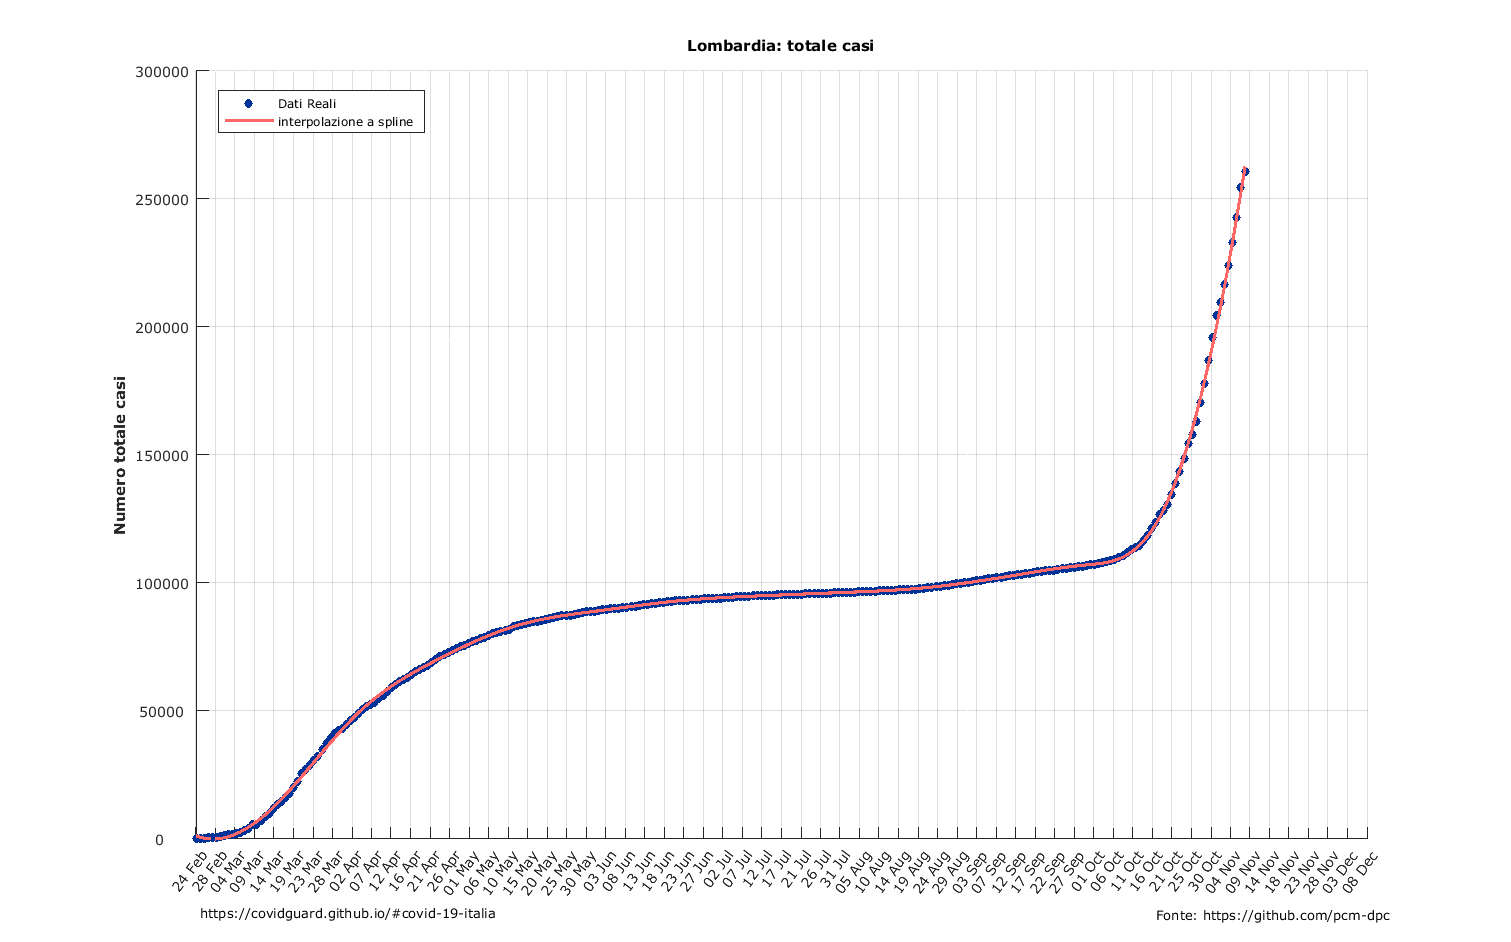 Lombardia: totale casi
300000
250000
200000
150000
100000
50000
0
Numero totale casi
Dati Reali
interpolazione a spline
24 Feb
28 Feb
04 Mar
09 Mar
14 Mar
19 Mar
23 Mar
28 Mar
02 Apr
07 Apr
12 Apr
16 Apr
21 Apr
26 Apr
01 May
06 May
10 May
15 May
20 May
25 May
30 May
03 Jun
08 Jun
13 Jun
18 Jun
23 Jun
27 Jun
02 Jul
07 Jul
12 Jul
17 Jul
21 Jul
26 Jul
31 Jul
05 Aug
10 Aug
14 Aug
19 Aug
24 Aug
29 Aug
03 Sep
07 Sep
12 Sep
17 Sep
22 Sep
27 Sep
01 Oct
06 Oct
11 Oct
16 Oct
21 Oct
25 Oct
30 Oct
04 Nov
09 Nov
14 Nov
18 Nov
23 Nov
28 Nov
03 Dec
08 Dec
https://covidguard.github.io/#covid-19-italia
Fonte: https://github.com/pcm-dpc